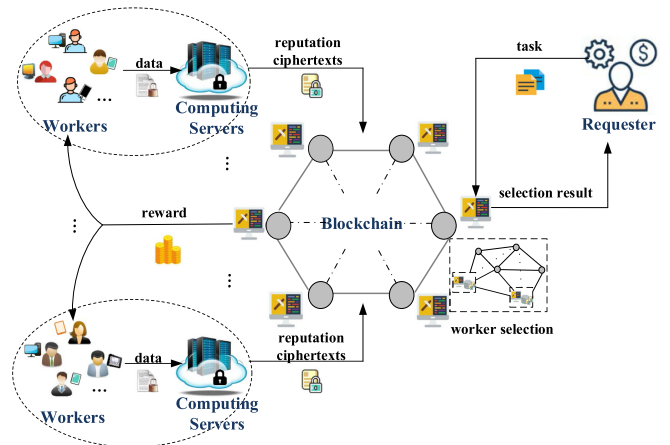 reputation
ciphertexts
task
data
Computing
Servers
Workers
...
Requester
...
selection result
reward
Blockchain
...
...
worker selection
reputation
ciphertexts
data
...
Computing
Servers
Workers